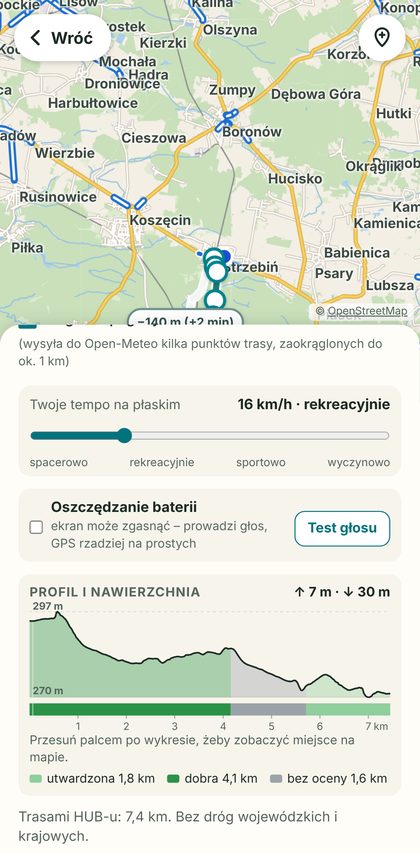 Lisów
Kalina
Olszyna
Wróć
Kierzki
Mochała
Hadra
Droniowice
Harbułtowice
Zumpy
Dębowa Góra
Hutki
Cieszowa
Boronów
Wierzbie
Hucisko
Rusinowice
Koszęcin
Kamienica
Piłka
Strzebiń
Babienica
Psary
Lubsza
© OpenStreetMap
−140 m (+2 min)
(wysyła do Open-Meteo kilka punktów trasy, zaokrąglonych do
ok. 1 km)
Twoje tempo na płaskim
16 km/h · rekreacyjnie
spacerowo rekreacyjnie sportowo wyczynowo
Oszczędzanie baterii
ekran może zgasnąć – prowadzi głos,
GPS rzadziej na prostych
Test głosu
PROFIL I NAWIERZCHNIA
↑ 7 m · ↓ 30 m
297 m
270 m
1 2 3 4 5 6 7 km
Przesuń palcem po wykresie, żeby zobaczyć miejsce na
mapie.
utwardzona 1,8 km dobra 4,1 km bez oceny 1,6 km
Trasami HUB-u: 7,4 km. Bez dróg wojewódzkich i
krajowych.